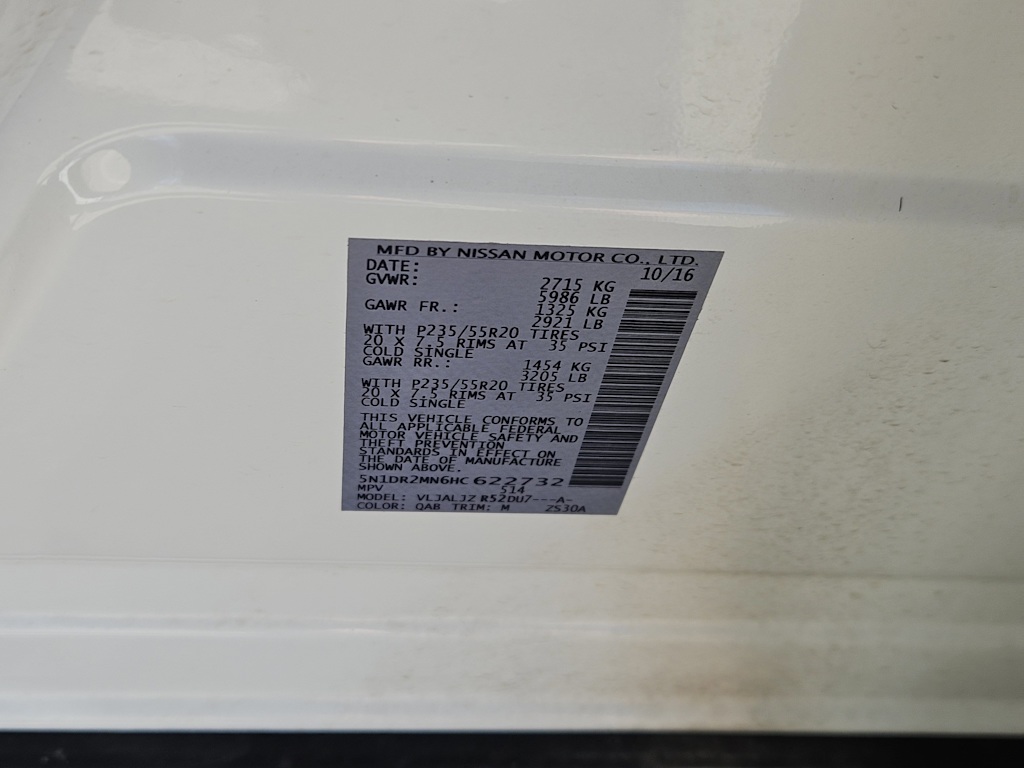 MFD BY NISSAN MOTOR CO., LTD.
DATE: 10/16
GVWR: 2715 KG
5986 LB
GAWR FR.: 1325 KG
2921 LB
WITH P235/55R20 TIRES
20 X 7.5 RIMS AT 35 PSI
COLD SINGLE
GAWR RR.: 1454 KG
3205 LB
WITH P235/55R20 TIRES
20 X 7.5 RIMS AT 35 PSI
COLD SINGLE
THIS VEHICLE CONFORMS TO
ALL APPLICABLE FEDERAL
MOTOR VEHICLE SAFETY AND
THEFT PREVENTION
STANDARDS IN EFFECT ON
THE DATE OF MANUFACTURE
SHOWN ABOVE.
5N1DR2MN6HC622732
MPV 514
MODEL: VLJALJZ R52DU7---A-
COLOR: QAB TRIM: M ZS30A